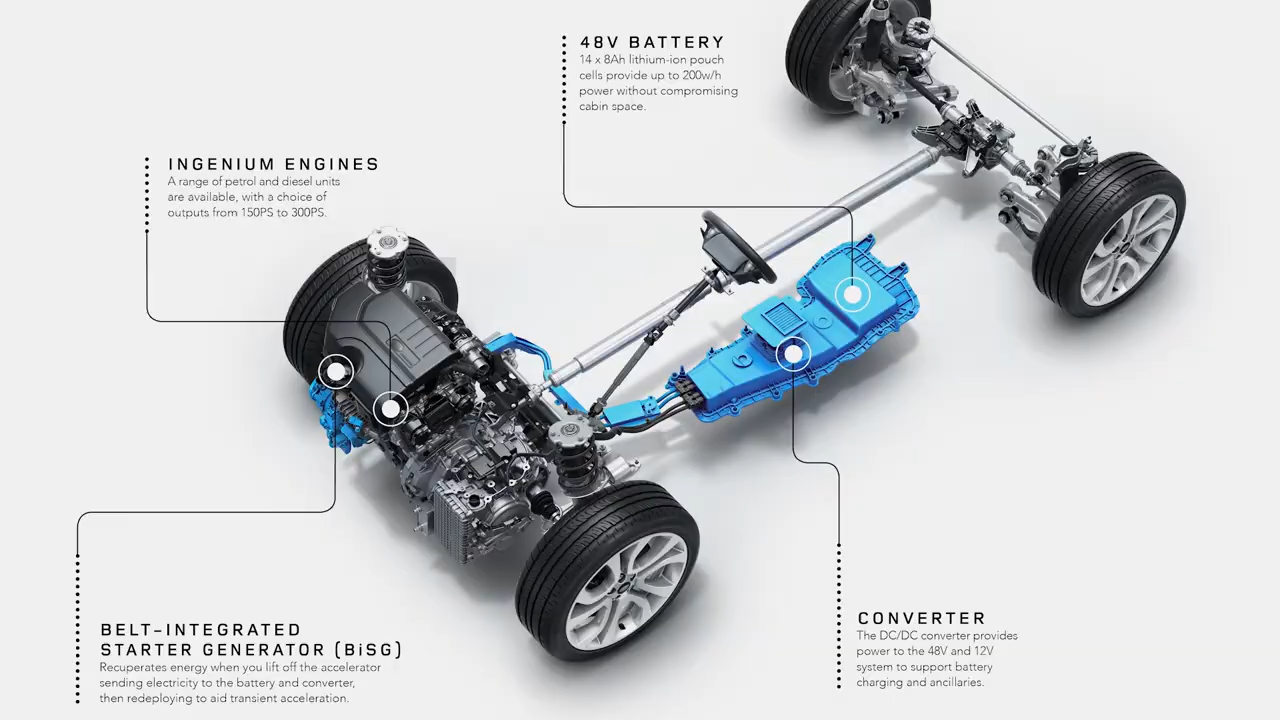 48V BATTERY
14 x 8Ah lithium-ion pouch
cells provide up to 200w/h
power without compromising
cabin space.
INGENIUM ENGINES
A range of petrol and diesel units
are available, with a choice of
outputs from 150PS to 300PS.
BELT-INTEGRATED
STARTER GENERATOR (BiSG)
Recuperates energy when you lift off the accelerator
sending electricity to the battery and converter,
then redeploying to aid transient acceleration.
CONVERTER
The DC/DC converter provides
power to the 48V and 12V
system to support battery
charging and ancillaries.